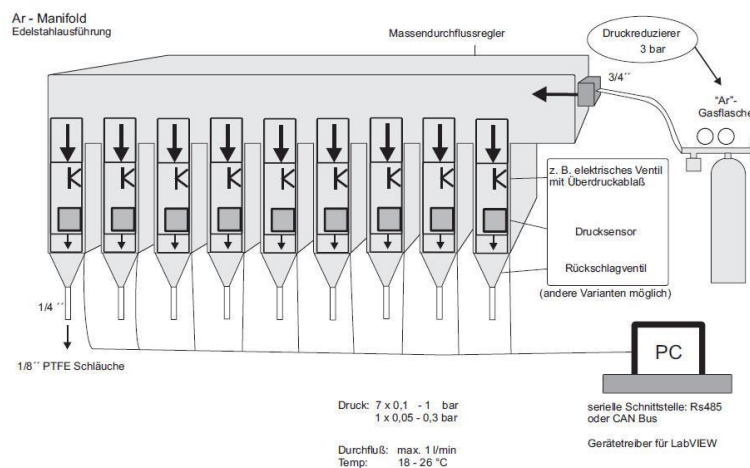 Ar - Manifold
Edelstahlausführung
Massendurchflussregler
Druckreduzierer
3 bar
3/4´´
"Ar"-
Gasflasche
z. B. elektrisches Ventil
mit Überdruckablaß
Drucksensor
Rückschlagventil
(andere Varianten möglich)
1/4 ´´
1/8´´ PTFE Schläuche
PC
Druck: 7 x 0,1 - 1 bar
1 x 0,05 - 0,3 bar
serielle Schnittstelle: Rs485
oder CAN Bus
Durchfluß: max. 1 l/min
Temp: 18 - 26 °C
Gerätetreiber für LabVIEW